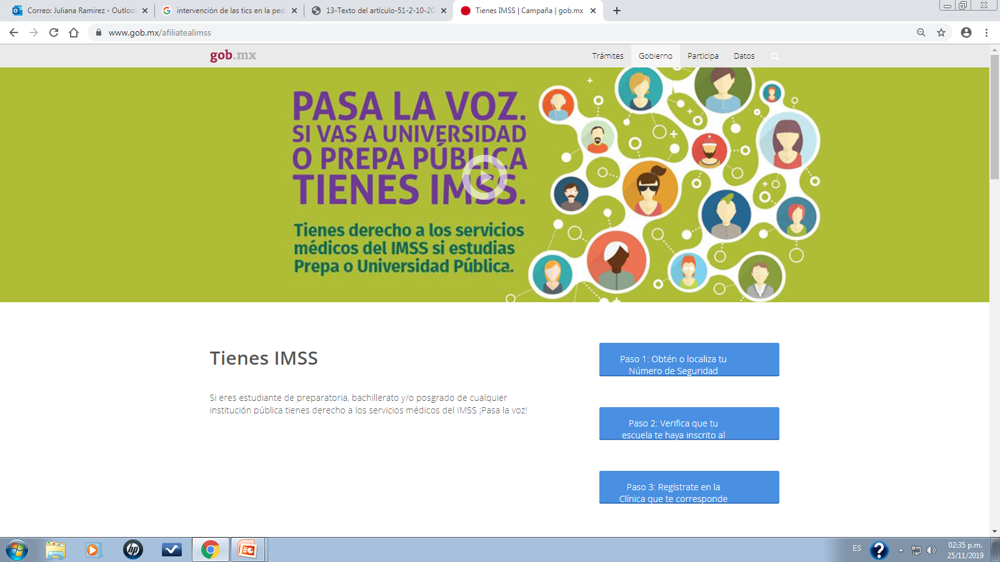 Correo: Juliana Ramirez - Outlook
intervención de las tics en la peda
13-Texto del artículo-51-2-10-20
Tienes IMSS | Campaña | gob.mx
www.gob.mx/afiliatealimss
gob.mx
Trámites
Gobierno
Participa
Datos
PASA LA VOZ.
SI VAS A UNIVERSIDAD
O PREPA PÚBLICA
TIENES IMSS.
Tienes derecho a los servicios
médicos del IMSS si estudias
Prepa o Universidad Pública.
Tienes IMSS
Si eres estudiante de preparatoria, bachillerato y/o posgrado de cualquier
institución pública tienes derecho a los servicios médicos del IMSS ¡Pasa la voz!
Paso 1: Obtén o localiza tu
Número de Seguridad
Paso 2: Verifica que tu
escuela te haya inscrito al
Paso 3: Regístrate en la
Clínica que te corresponde
hp
ES
02:35 p.m.
25/11/2019